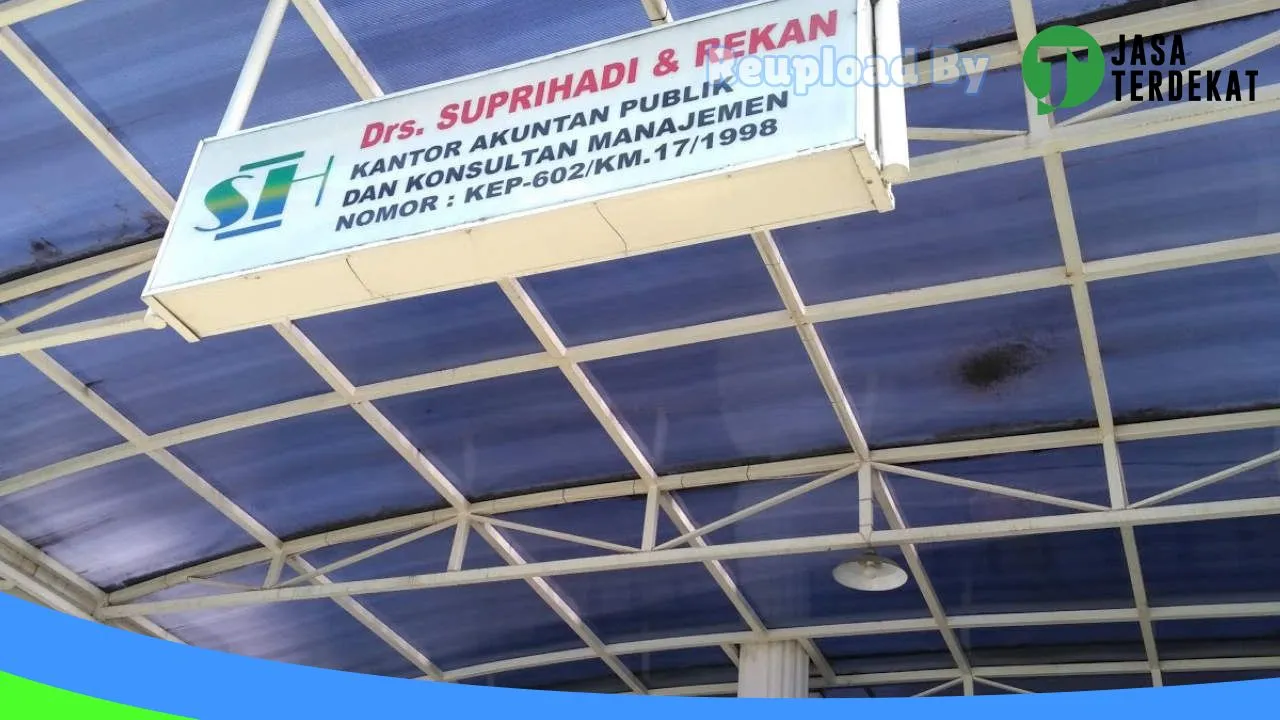 Drs. SUPRIHADI & REKAN
KANTOR AKUNTAN PUBLIK
DAN KONSULTAN MANAJEMEN
NOMOR : KEP-602/KM.17/1998
SH
Reupload By
JASA
TERDEKAT